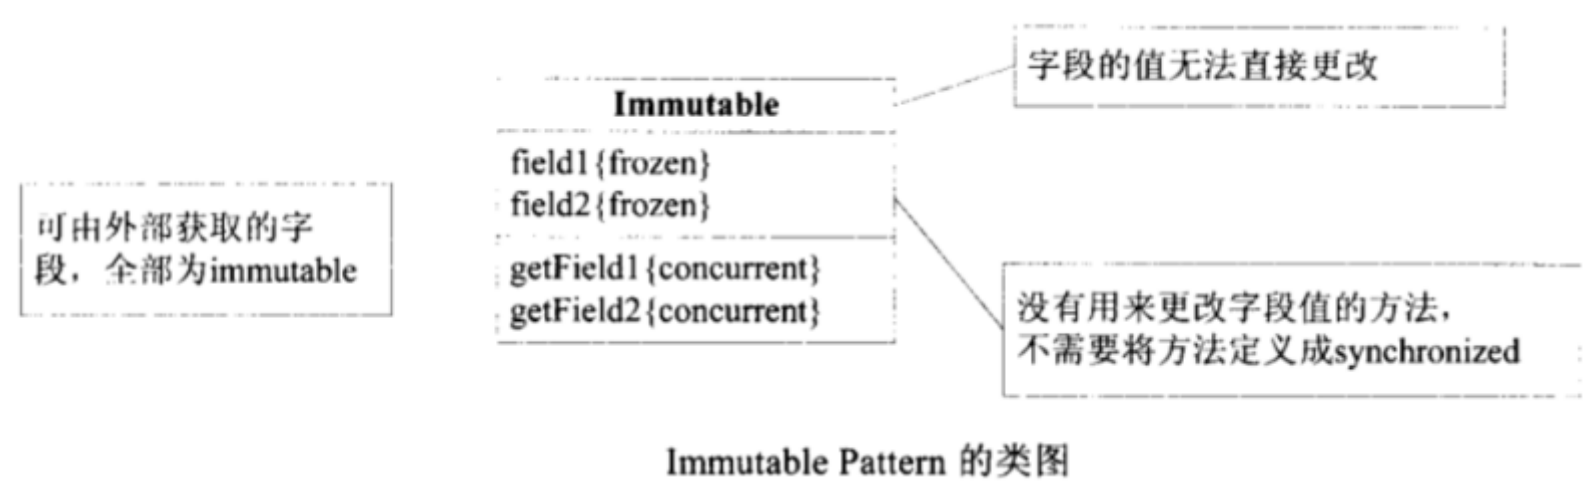 字段的值无法直接更改
Immutable
field1{frozen}
field2{frozen}
可由外部获取的字
段，全部为immutable
getField1{concurrent}
getField2{concurrent}
没有用来更改字段值的方法，
不需要将方法定义成synchronized
Immutable Pattern 的类图